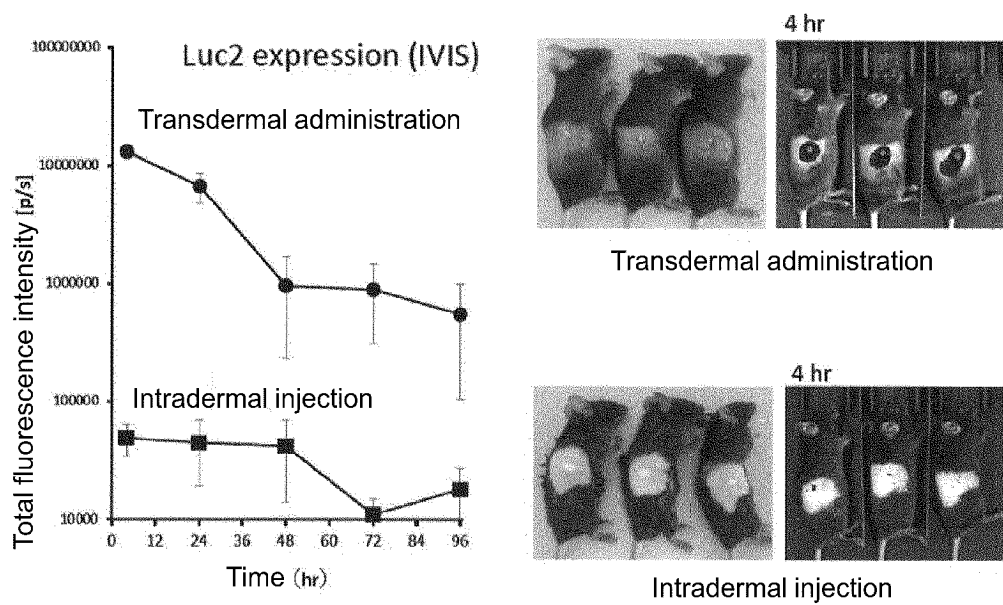 Luc2 expression (IVIS)
Total fluorescence intensity [p/s]
100000000
10000000
1000000
100000
10000
Transdermal administration
Intradermal injection
0 12 24 36 48 60 72 84 96
Time (hr)
4 hr
Transdermal administration
4 hr
Intradermal injection